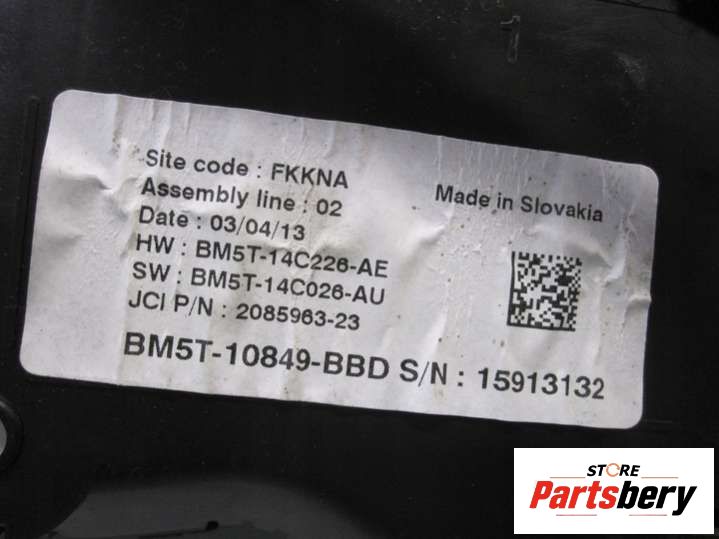 1
Site code : FKKNA
Assembly line : 02
Date : 03/04/13
HW : BM5T-14C226-AE
SW : BM5T-14C026-AU
JCI P/N : 2085963-23
Made in Slovakia
BM5T-10849-BBD S/N : 15913132
STORE
Partsbery